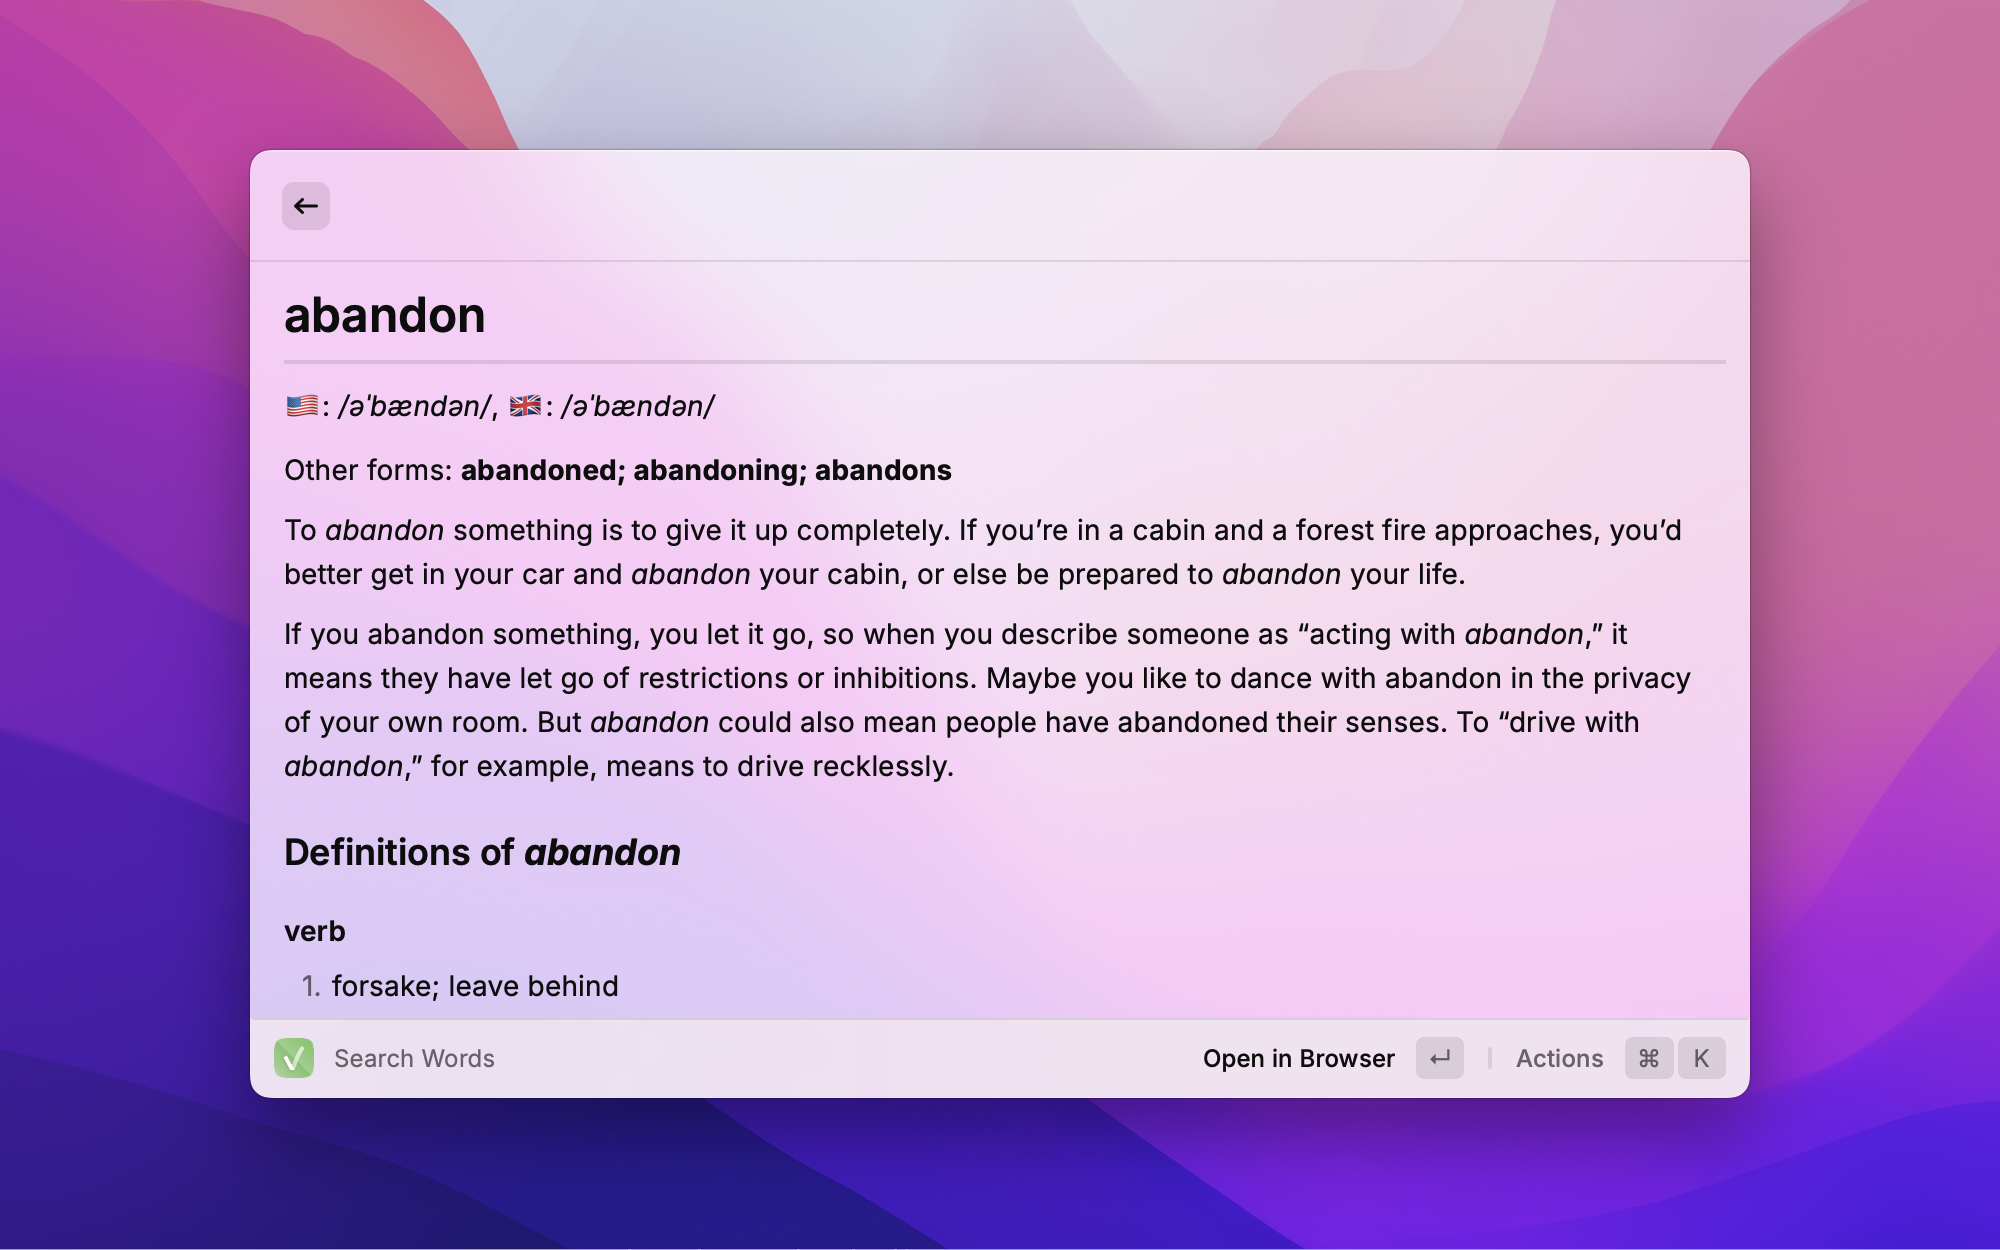 abandon
🇺🇸: /əˈbændən/, 🇬🇧: /əˈbændən/
Other forms: abandoned; abandoning; abandons
To abandon something is to give it up completely. If you’re in a cabin and a forest fire approaches, you’d
better get in your car and abandon your cabin, or else be prepared to abandon your life.
If you abandon something, you let it go, so when you describe someone as “acting with abandon,” it
means they have let go of restrictions or inhibitions. Maybe you like to dance with abandon in the privacy
of your own room. But abandon could also mean people have abandoned their senses. To “drive with
abandon,” for example, means to drive recklessly.
Definitions of abandon
verb
1. forsake; leave behind
Search Words Open in Browser ↵ Actions ⌘ K